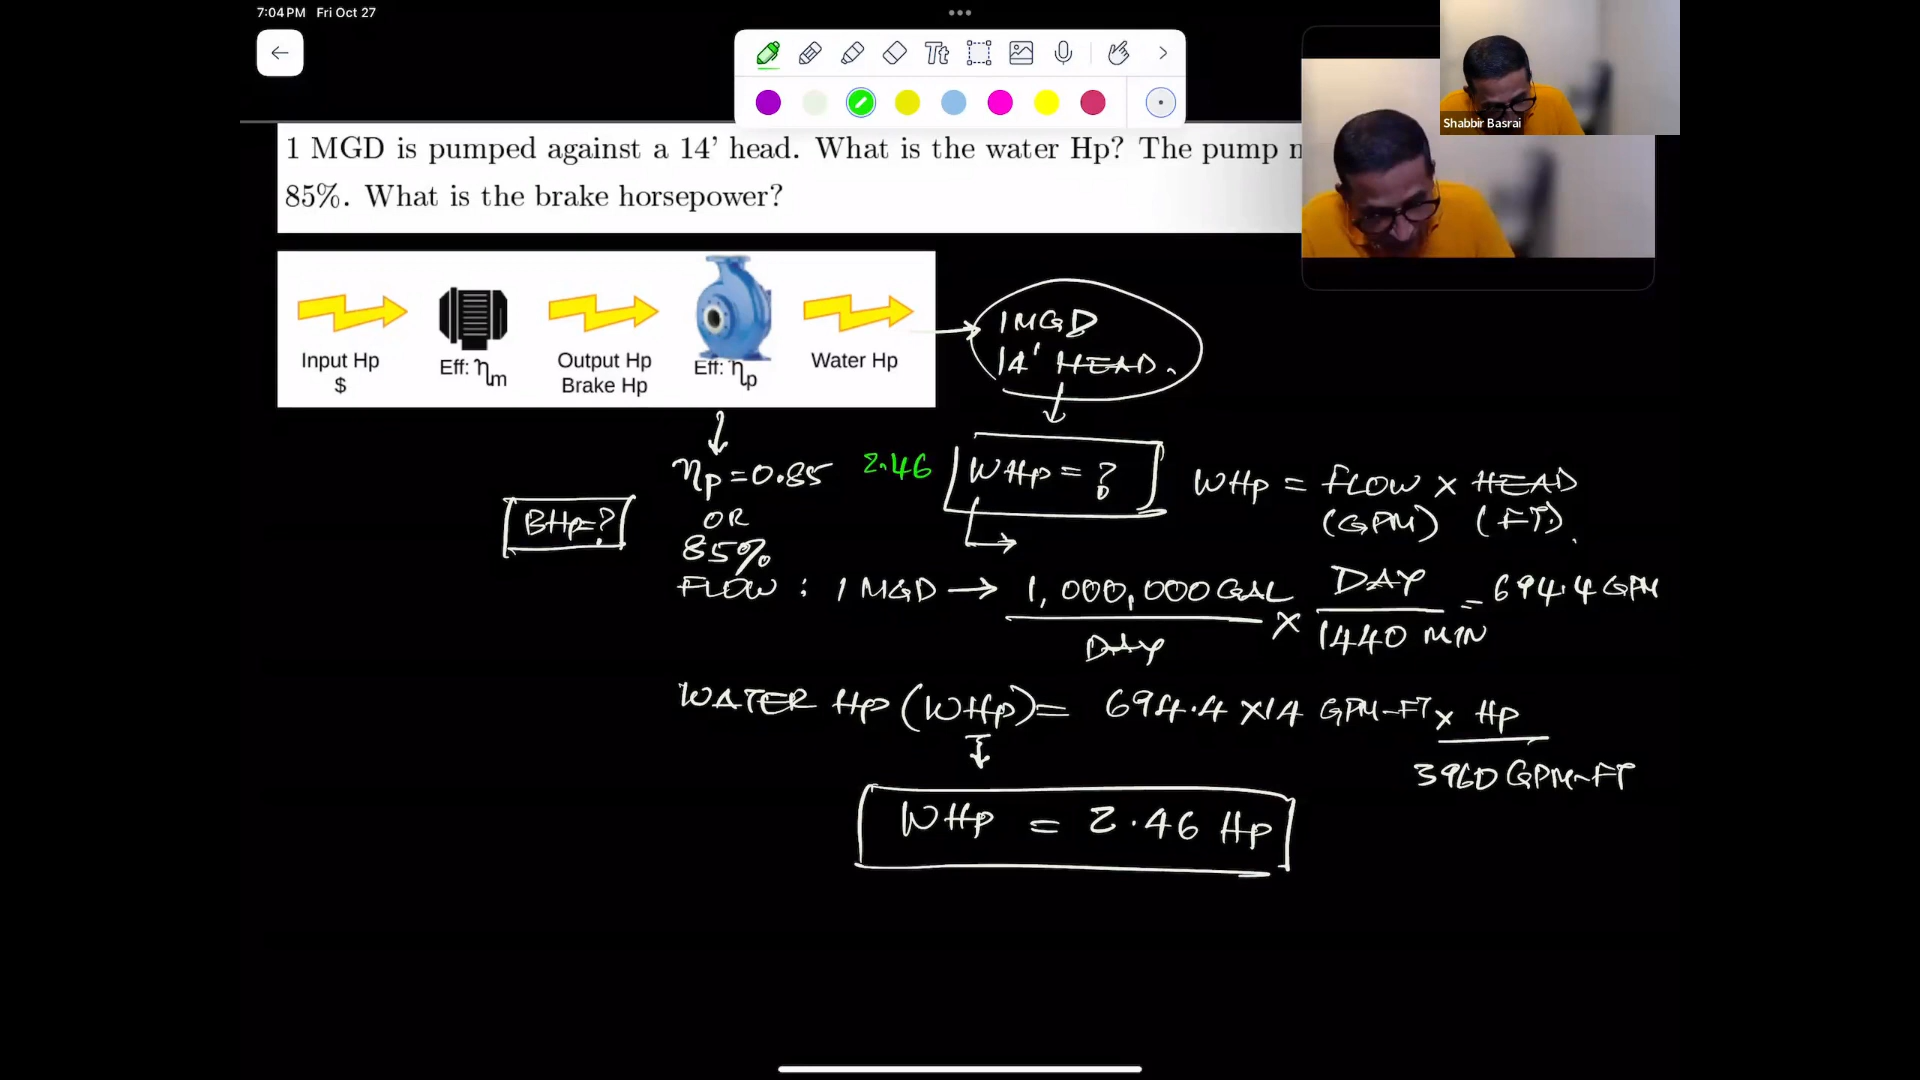 7:04 PM Fri Oct 27
Tt
Shabbir Basrai
1 MGD is pumped against a 14' head. What is the water Hp? The pump
85%. What is the brake horsepower?
Input Hp
$
Eff: ηm
Output Hp
Brake Hp
Eff: ηp
Water Hp
1 MGD
14' HEAD.
ηp = 0.85
OR
85%
BHp = ?
2.46
WHp = ?
WHp = FLOW x HEAD
(GPM) (FT).
FLOW : 1 MGD → 1,000,000 GAL / DAY x DAY / 1440 MIN = 694.4 GPM
WATER Hp (WHp) = 694.4 x 14 GPM-FT x Hp / 3960 GPM-FT
WHp = 2.46 Hp